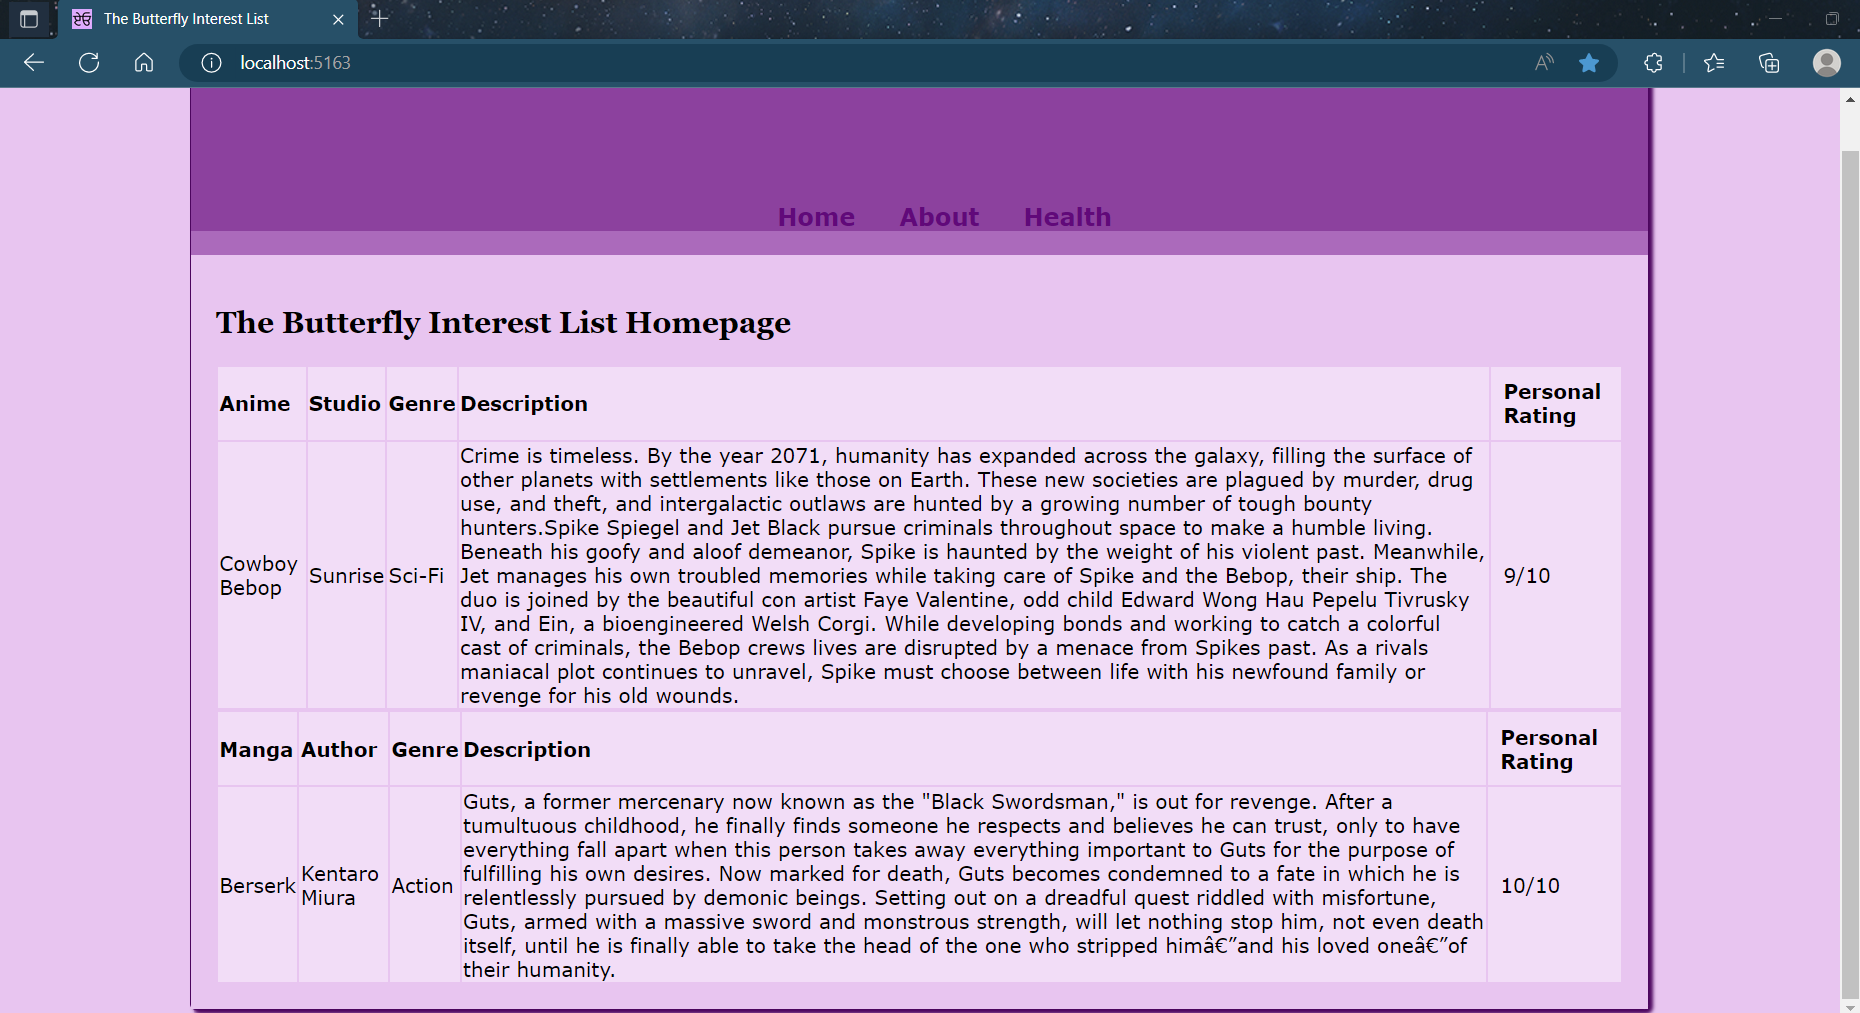 The Butterfly Interest List
localhost:5163
Home About Health
The Butterfly Interest List Homepage
Anime Studio Genre Description Personal Rating
Cowboy Bebop
Sunrise
Sci-Fi
Crime is timeless. By the year 2071, humanity has expanded across the galaxy, filling the surface of
other planets with settlements like those on Earth. These new societies are plagued by murder, drug
use, and theft, and intergalactic outlaws are hunted by a growing number of tough bounty
hunters.Spike Spiegel and Jet Black pursue criminals throughout space to make a humble living.
Beneath his goofy and aloof demeanor, Spike is haunted by the weight of his violent past. Meanwhile,
Jet manages his own troubled memories while taking care of Spike and the Bebop, their ship. The
duo is joined by the beautiful con artist Faye Valentine, odd child Edward Wong Hau Pepelu Tivrusky
IV, and Ein, a bioengineered Welsh Corgi. While developing bonds and working to catch a colorful
cast of criminals, the Bebop crews lives are disrupted by a menace from Spikes past. As a rivals
maniacal plot continues to unravel, Spike must choose between life with his newfound family or
revenge for his old wounds.
9/10
Manga Author Genre Description Personal Rating
Berserk
Kentaro Miura
Action
Guts, a former mercenary now known as the "Black Swordsman," is out for revenge. After a
tumultuous childhood, he finally finds someone he respects and believes he can trust, only to have
everything fall apart when this person takes away everything important to Guts for the purpose of
fulfilling his own desires. Now marked for death, Guts becomes condemned to a fate in which he is
relentlessly pursued by demonic beings. Setting out on a dreadful quest riddled with misfortune,
Guts, armed with a massive sword and monstrous strength, will let nothing stop him, not even death
itself, until he is finally able to take the head of the one who stripped himâ€”and his loved oneâ€”of
their humanity.
10/10